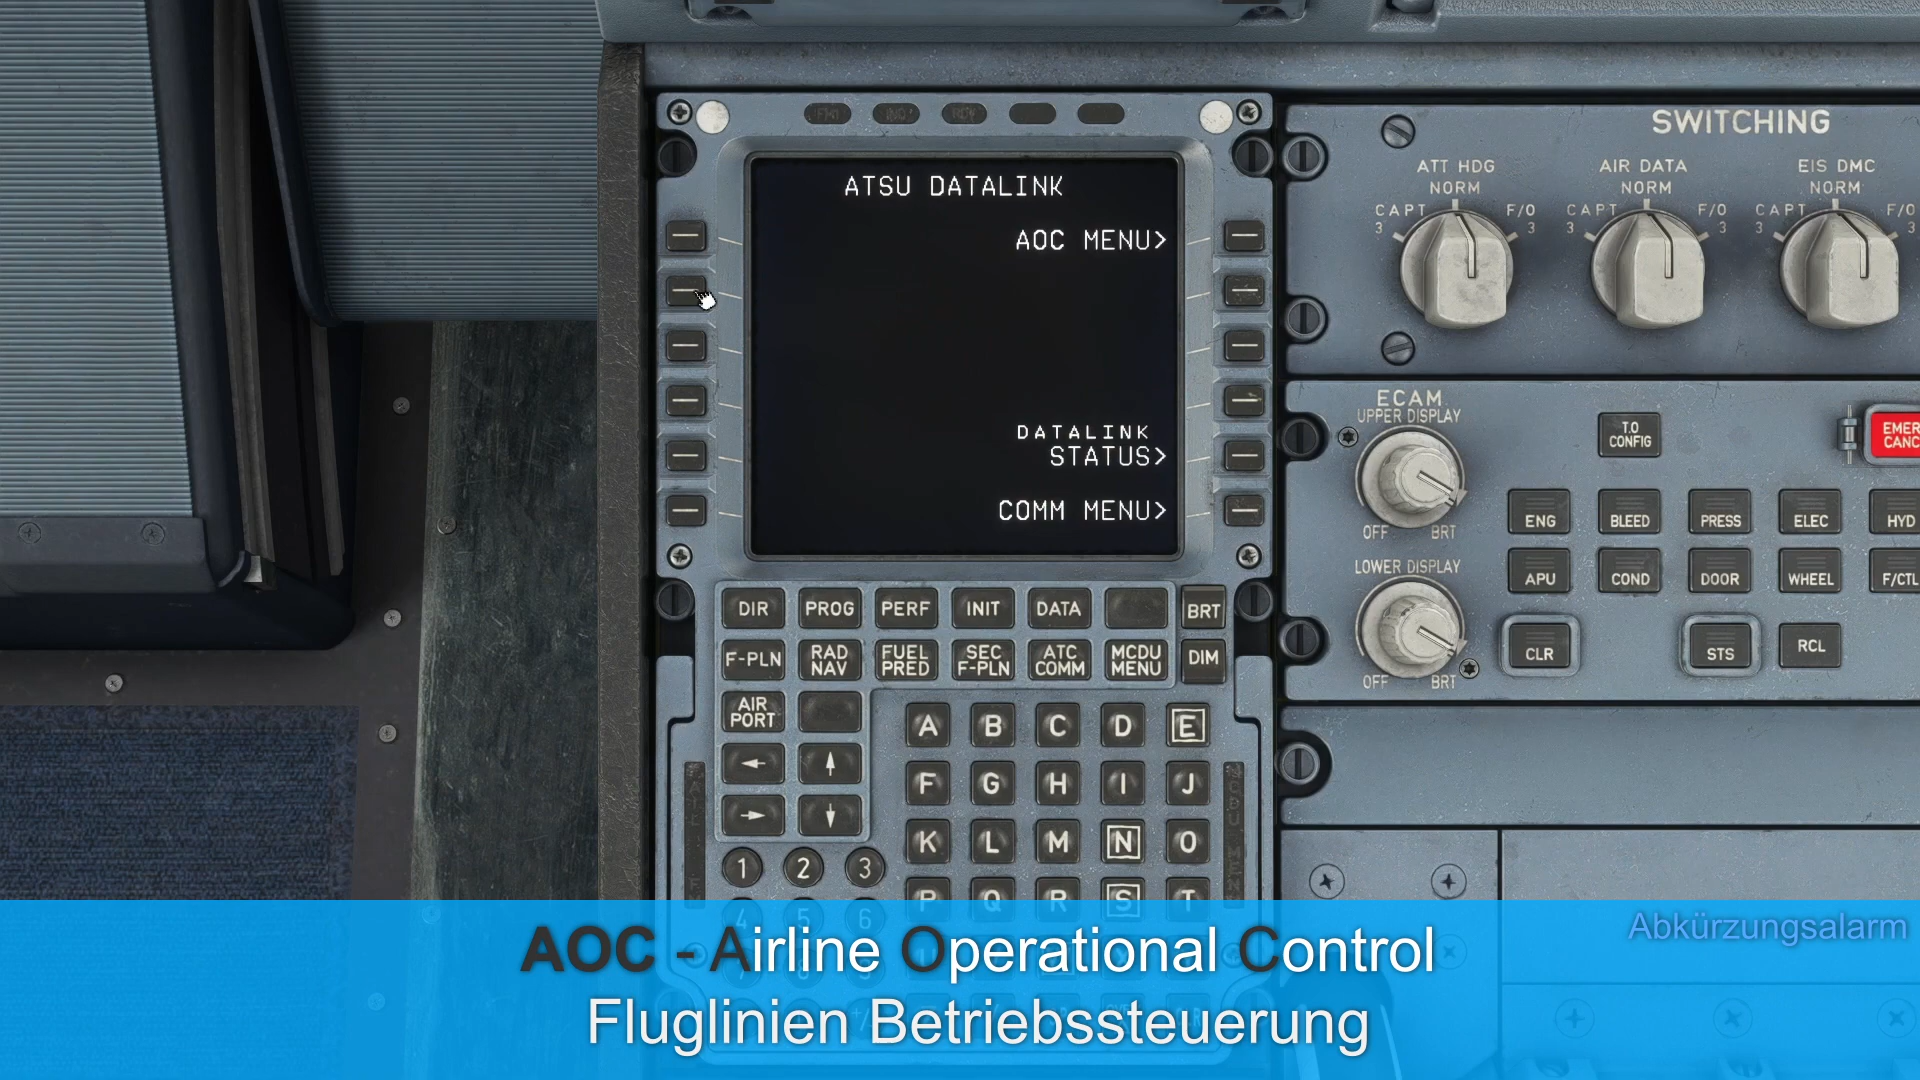 ATSU DATALINK
AOC MENU>
DATALINK
STATUS>
COMM MENU>
DIR PROG PERF INIT DATA BRT
F-PLN RAD NAV FUEL PRED SEC F-PLN ATC COMM MCDU MENU DIM
AIR PORT
A B C D E
F G H I J
K L M N O
1 2 3
P Q R S T
4 5 6
SWITCHING
ATT HDG AIR DATA EIS DMC
NORM NORM NORM
CAPT F/O CAPT F/O CAPT F/O
3 3 3 3 3 3
ECAM
UPPER DISPLAY
OFF BRT
T.O CONFIG
ENG BLEED PRESS ELEC HYD
LOWER DISPLAY
OFF BRT
APU COND DOOR WHEEL F/CTL
CLR STS RCL
Abkürzungsalarm
AOC - Airline Operational Control
Fluglinien Betriebssteuerung